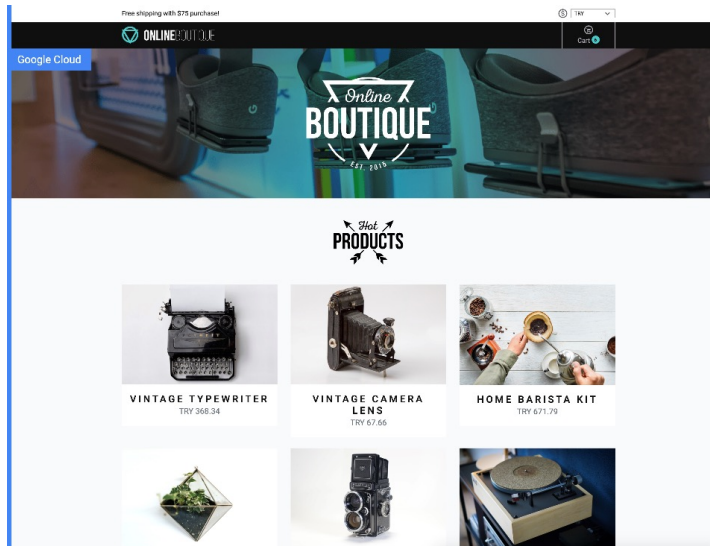 Free shipping with $75 purchase!
$ TRY
ONLINEBOUTIQUE
Cart
Google Cloud
Online
BOUTIQUE
EST. 2015
Hot
PRODUCTS
VINTAGE TYPEWRITER
TRY 368.34
VINTAGE CAMERA
LENS
TRY 67.66
HOME BARISTA KIT
TRY 671.79